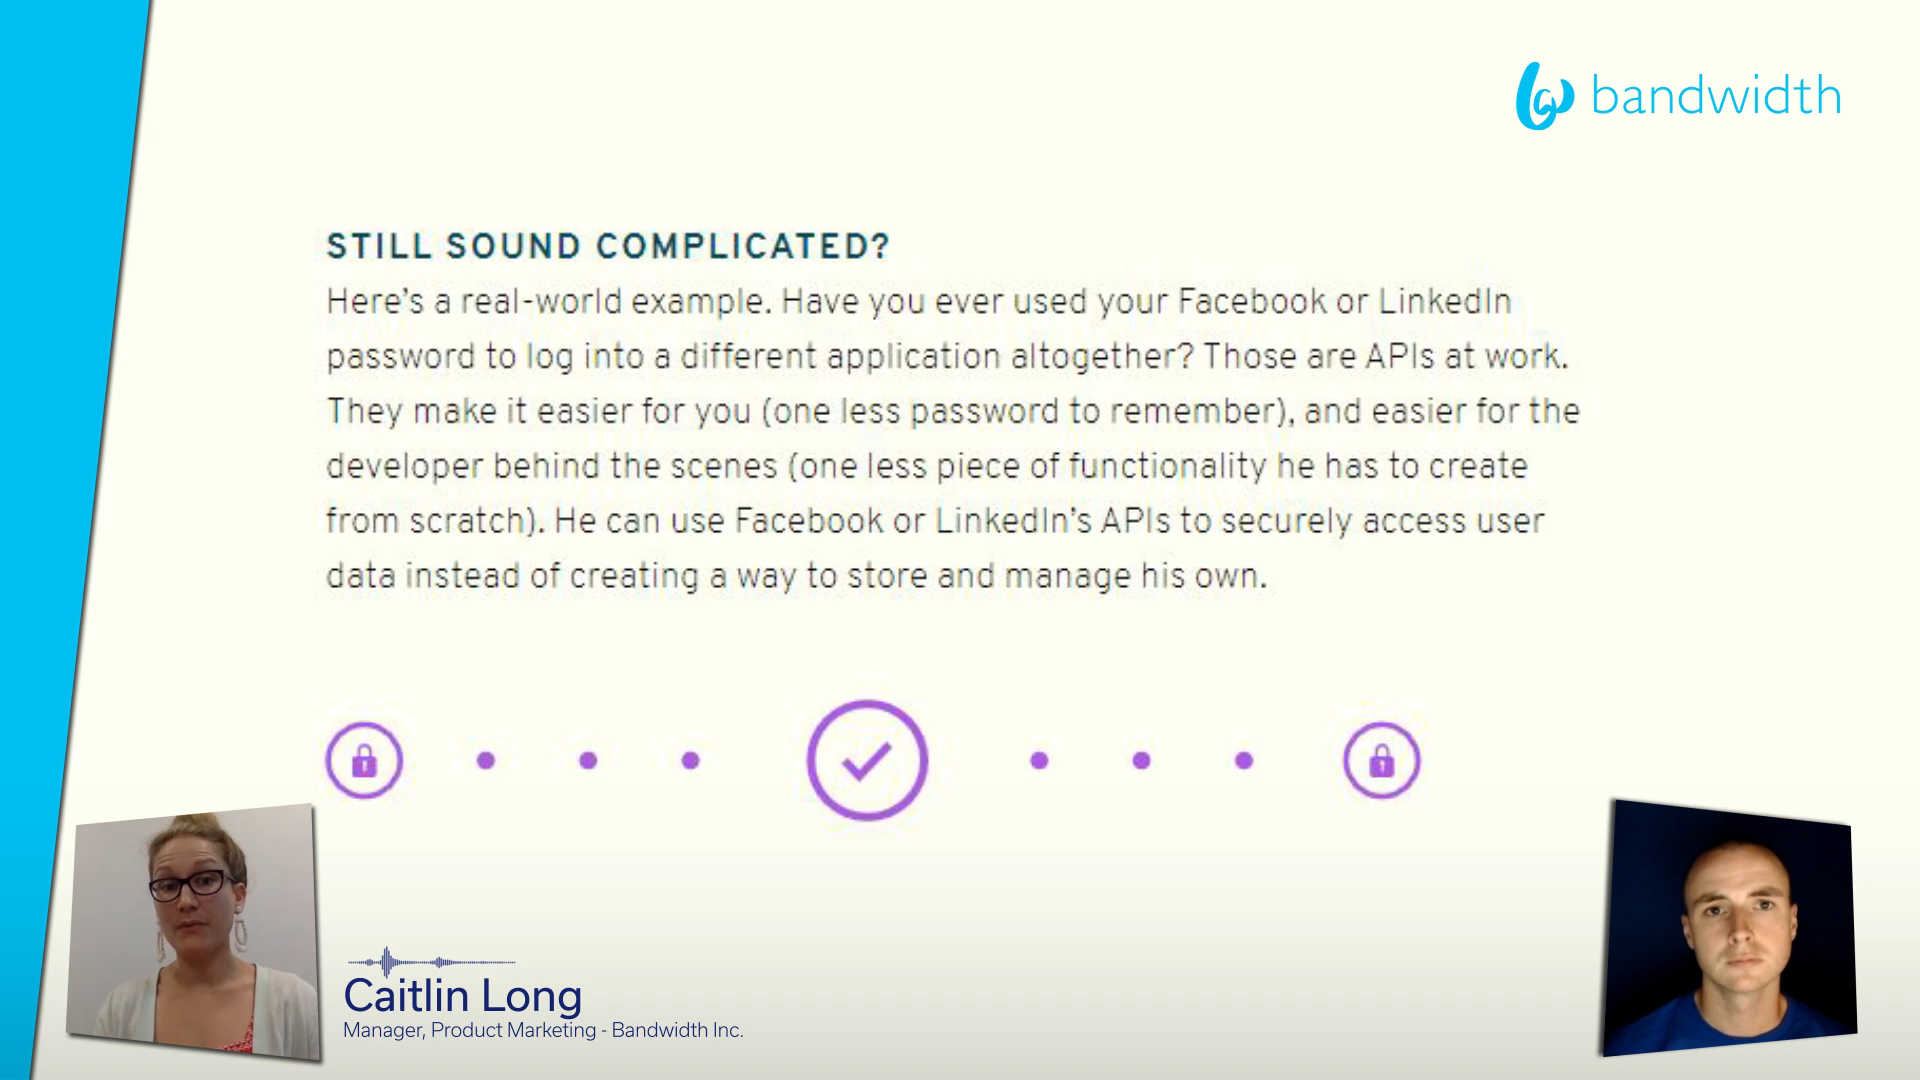 bandwidth
STILL SOUND COMPLICATED?
Here's a real-world example. Have you ever used your Facebook or LinkedIn
password to log into a different application altogether? Those are APIs at work.
They make it easier for you (one less password to remember), and easier for the
developer behind the scenes (one less piece of functionality he has to create
from scratch). He can use Facebook or LinkedIn's APIs to securely access user
data instead of creating a way to store and manage his own.
Caitlin Long
Manager, Product Marketing - Bandwidth Inc.